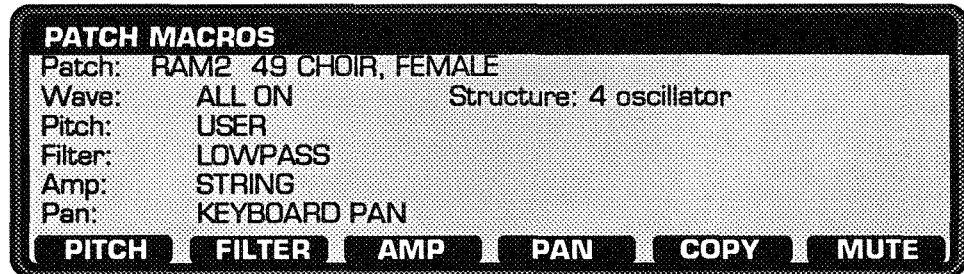 PATCH MACROS
Patch: RAM2 49 CHOIR, FEMALE
Wave: ALL ON Structure: 4 oscillator
Pitch: USER
Filter: LOWPASS
Amp: STRING
Pan: KEYBOARD PAN
PITCH FILTER AMP PAN COPY MUTE